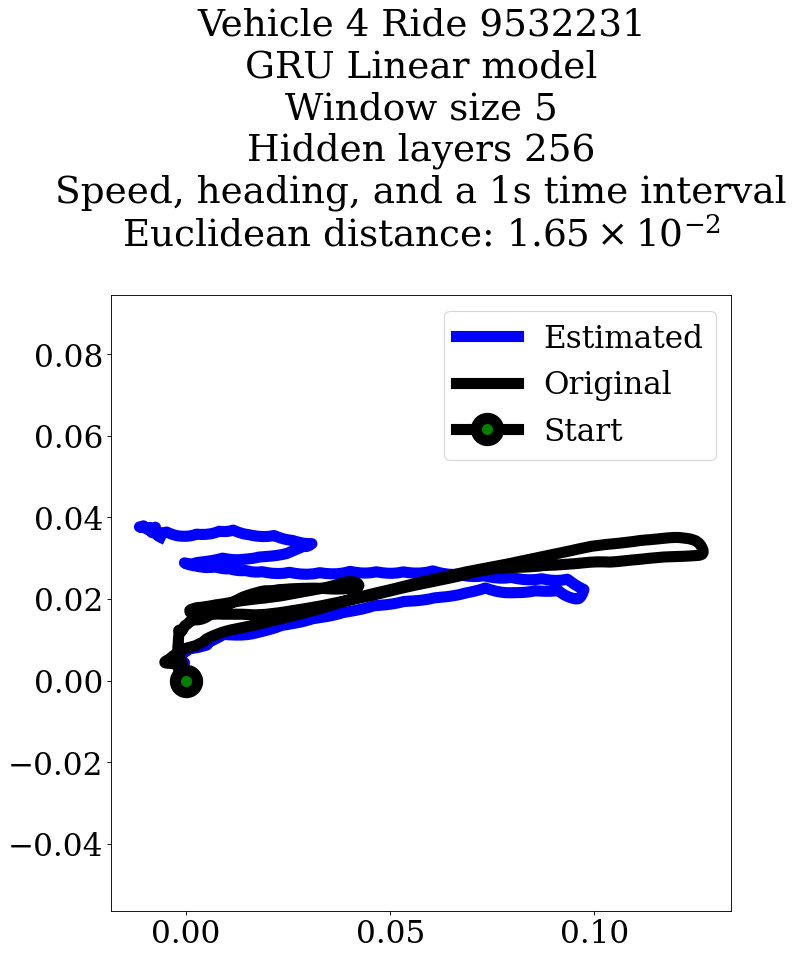 Vehicle 4 Ride 9532231
GRU Linear model
Window size 5
Hidden layers 256
Speed, heading, and a 1s time interval
Euclidean distance: 1.65 × 10⁻²
Estimated
Original
Start
0.08
0.06
0.04
0.02
0.00
−0.02
−0.04
0.00 0.05 0.10